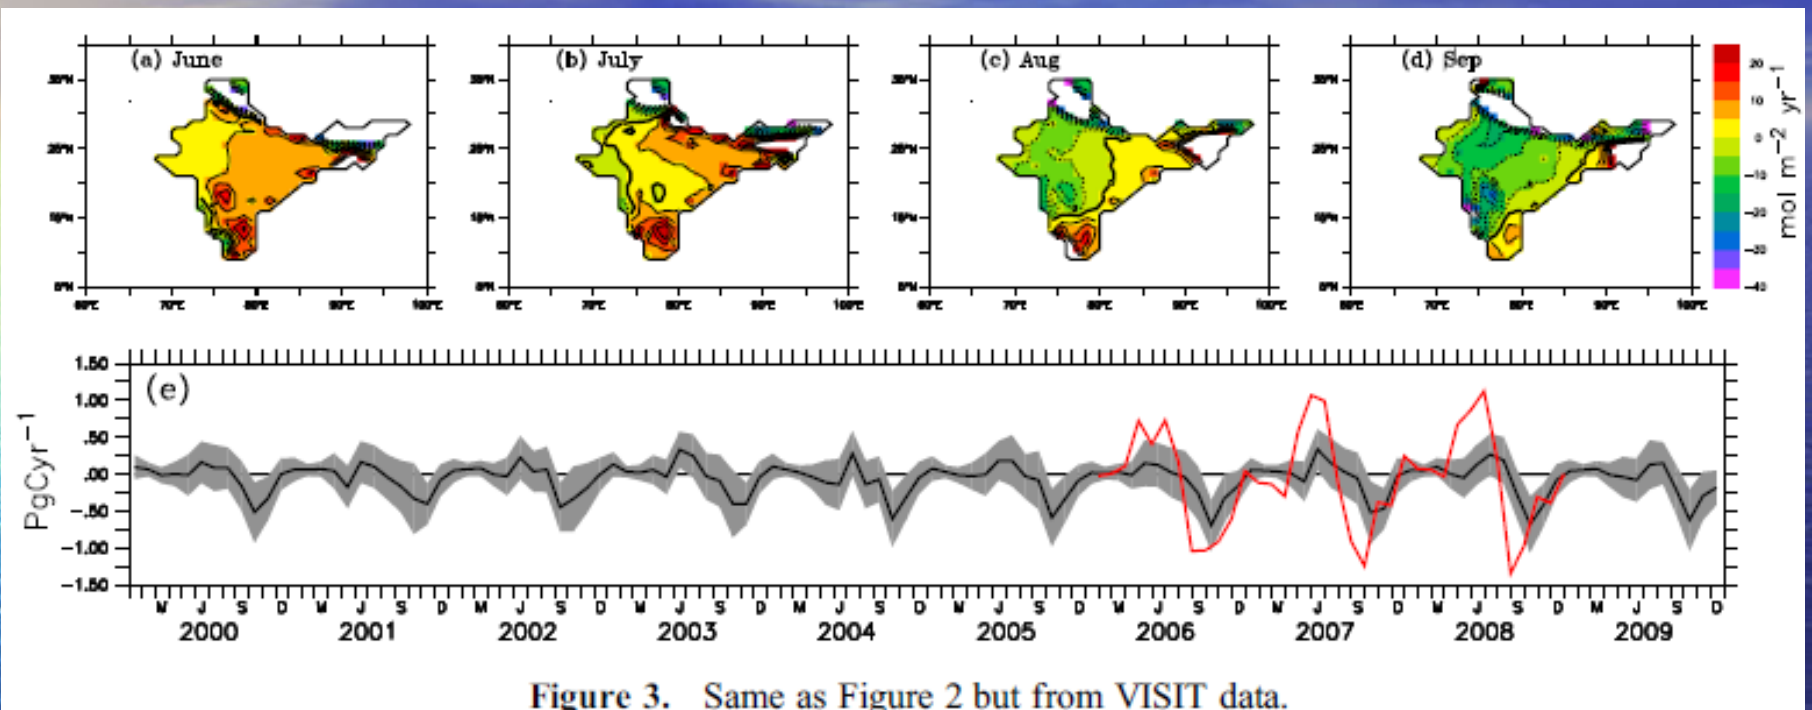 (a) June
(b) July
(c) Aug
(d) Sep
20
10
0
-10
-20
-30
-40
mol m-2 yr-1
(e)
1.50
1.00
.50
.00
-.50
-1.00
-1.50
PgCyr-1
M J S D M J S D M J S D M J S D M J S D M J S D M J S D M J S D M J S D M J S D
2000 2001 2002 2003 2004 2005 2006 2007 2008 2009
Figure 3. Same as Figure 2 but from VISIT data.